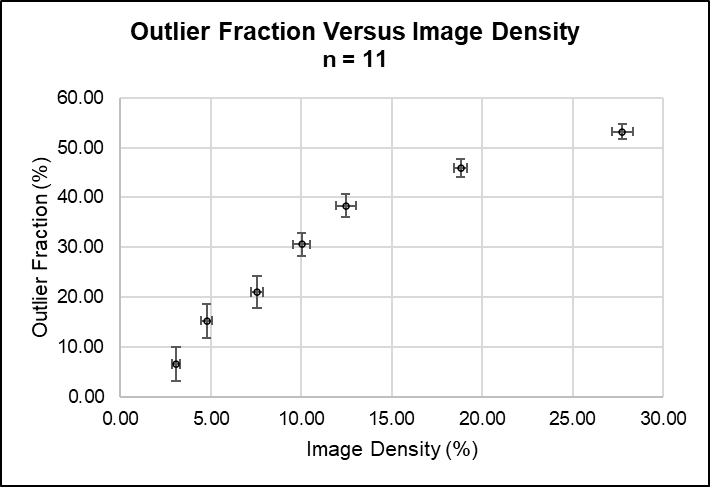 Outlier Fraction Versus Image Density
n = 11
60.00
50.00
40.00
30.00
20.00
10.00
0.00
Outlier Fraction (%)
0.00 5.00 10.00 15.00 20.00 25.00 30.00
Image Density (%)